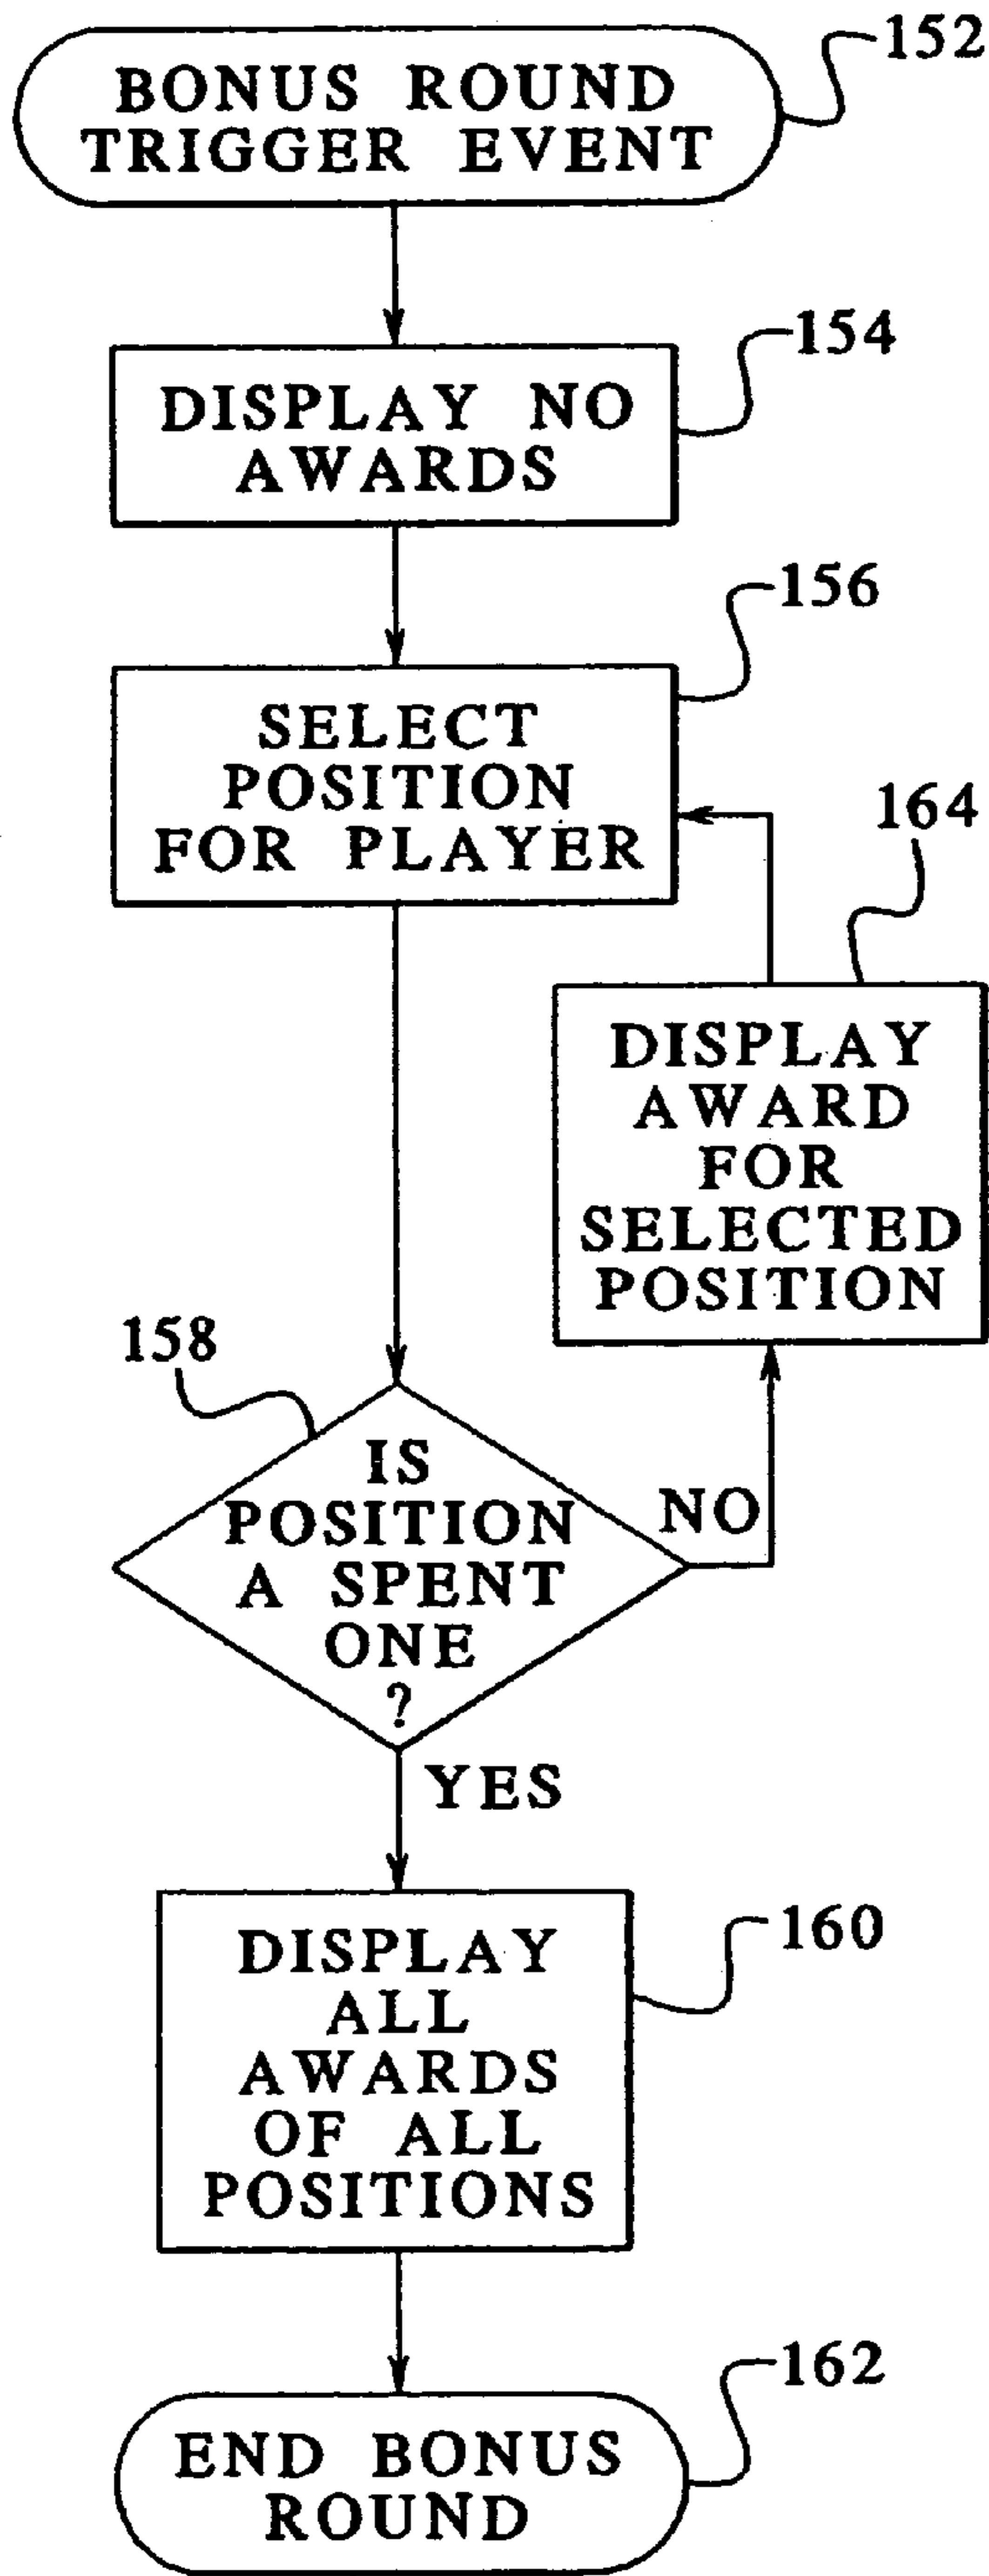 152
BONUS ROUND
TRIGGER EVENT
154
DISPLAY NO
AWARDS
156
SELECT
POSITION
FOR PLAYER
164
DISPLAY
AWARD
FOR
SELECTED
POSITION
158
IS
POSITION
A SPENT
ONE
?
NO
YES
160
DISPLAY
ALL
AWARDS
OF ALL
POSITIONS
162
END BONUS
ROUND